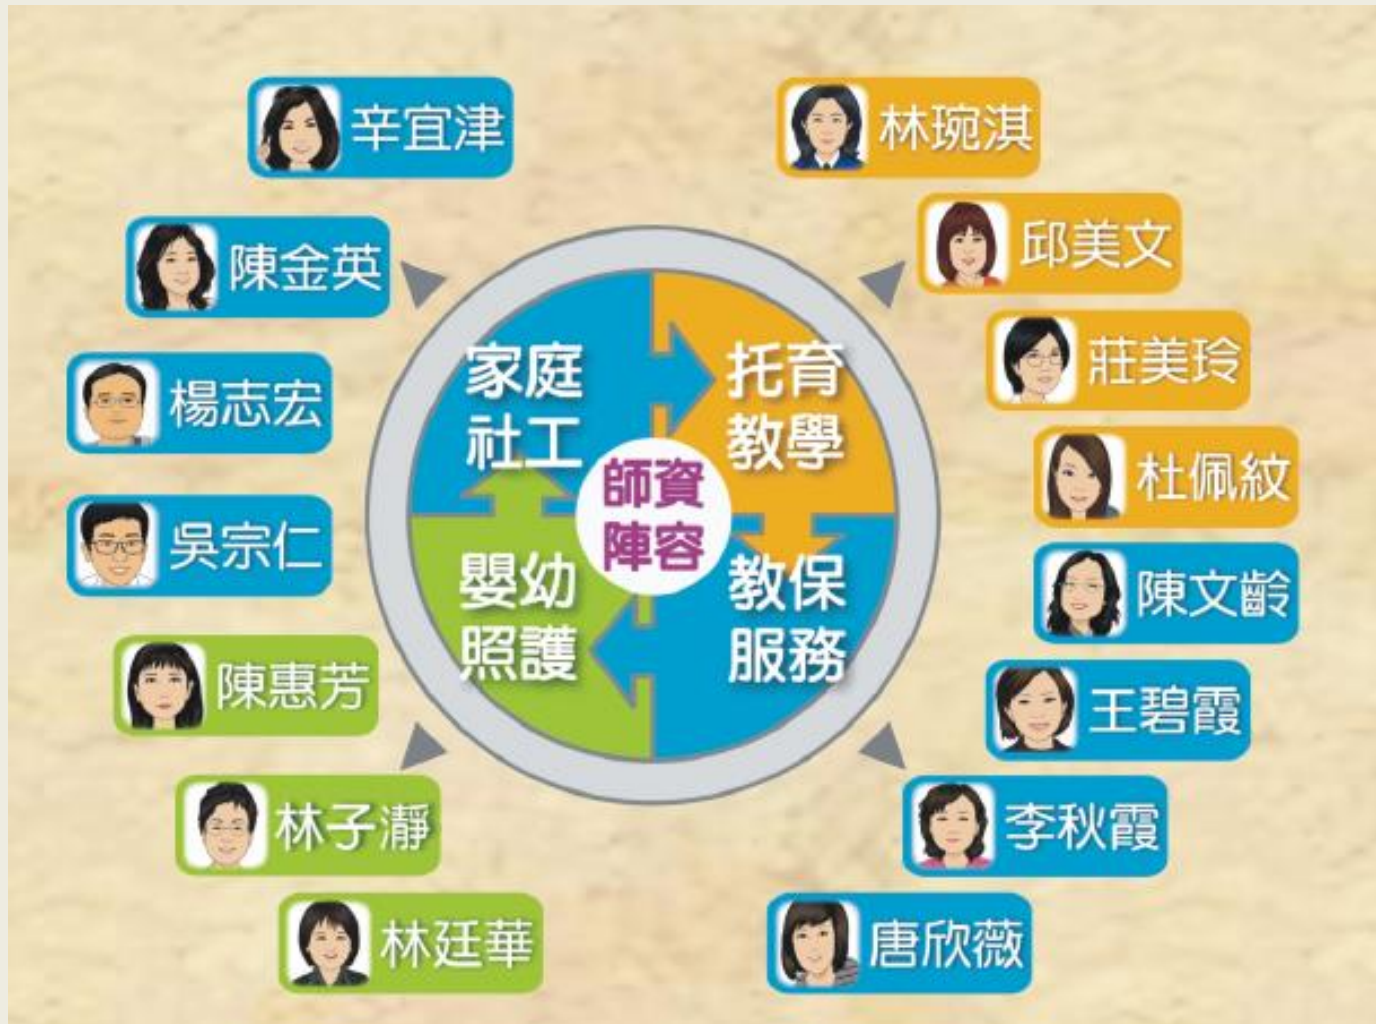 辛宜津
陳金英
楊志宏
吳宗仁
陳惠芳
林子瀞
林廷華
家庭
社工
托育
教學
師資
陣容
嬰幼
照護
教保
服務
林琬淇
邱美文
莊美玲
杜佩紋
陳文齡
王碧霞
李秋霞
唐欣薇